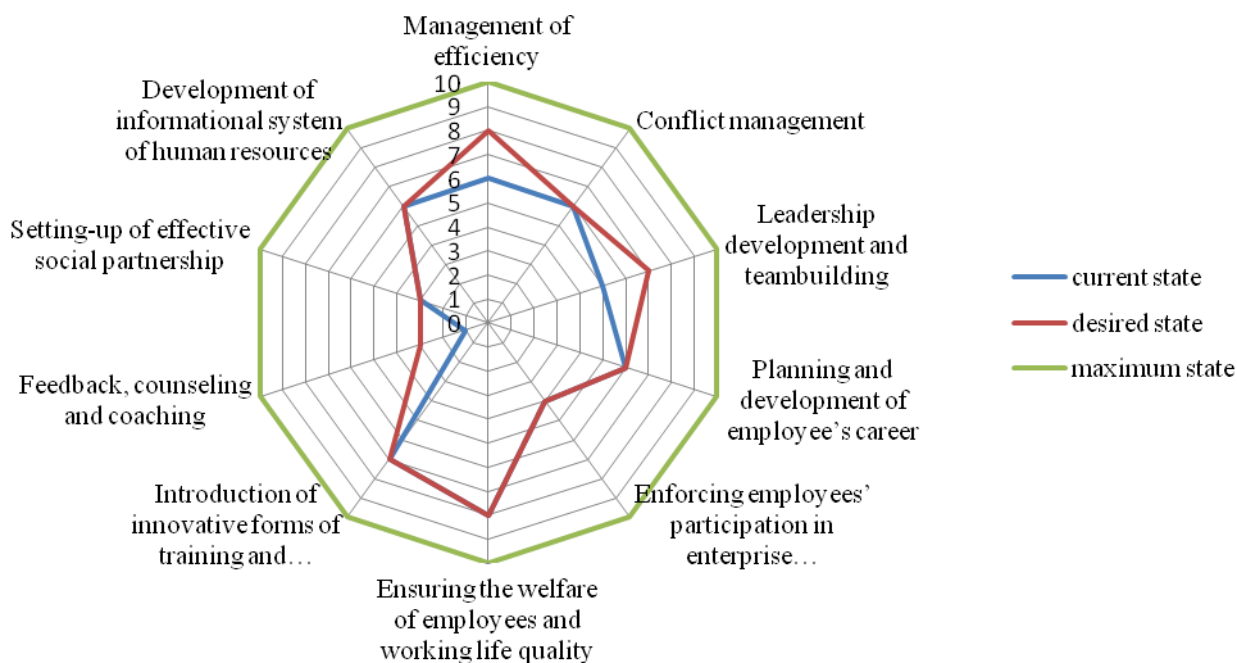 Management of
efficiency
10
9
8
7
6
5
4
3
2
1
0
Conflict management
Leadership
development and
teambuilding
Planning and
development of
employee’s career
Enforcing employees’
participation in
enterprise…
Ensuring the welfare
of employees and
working life quality
Introduction of
innovative forms of
training and…
Feedback, counseling
and coaching
Setting-up of effective
social partnership
Development of
informational system
of human resources
current state
desired state
maximum state